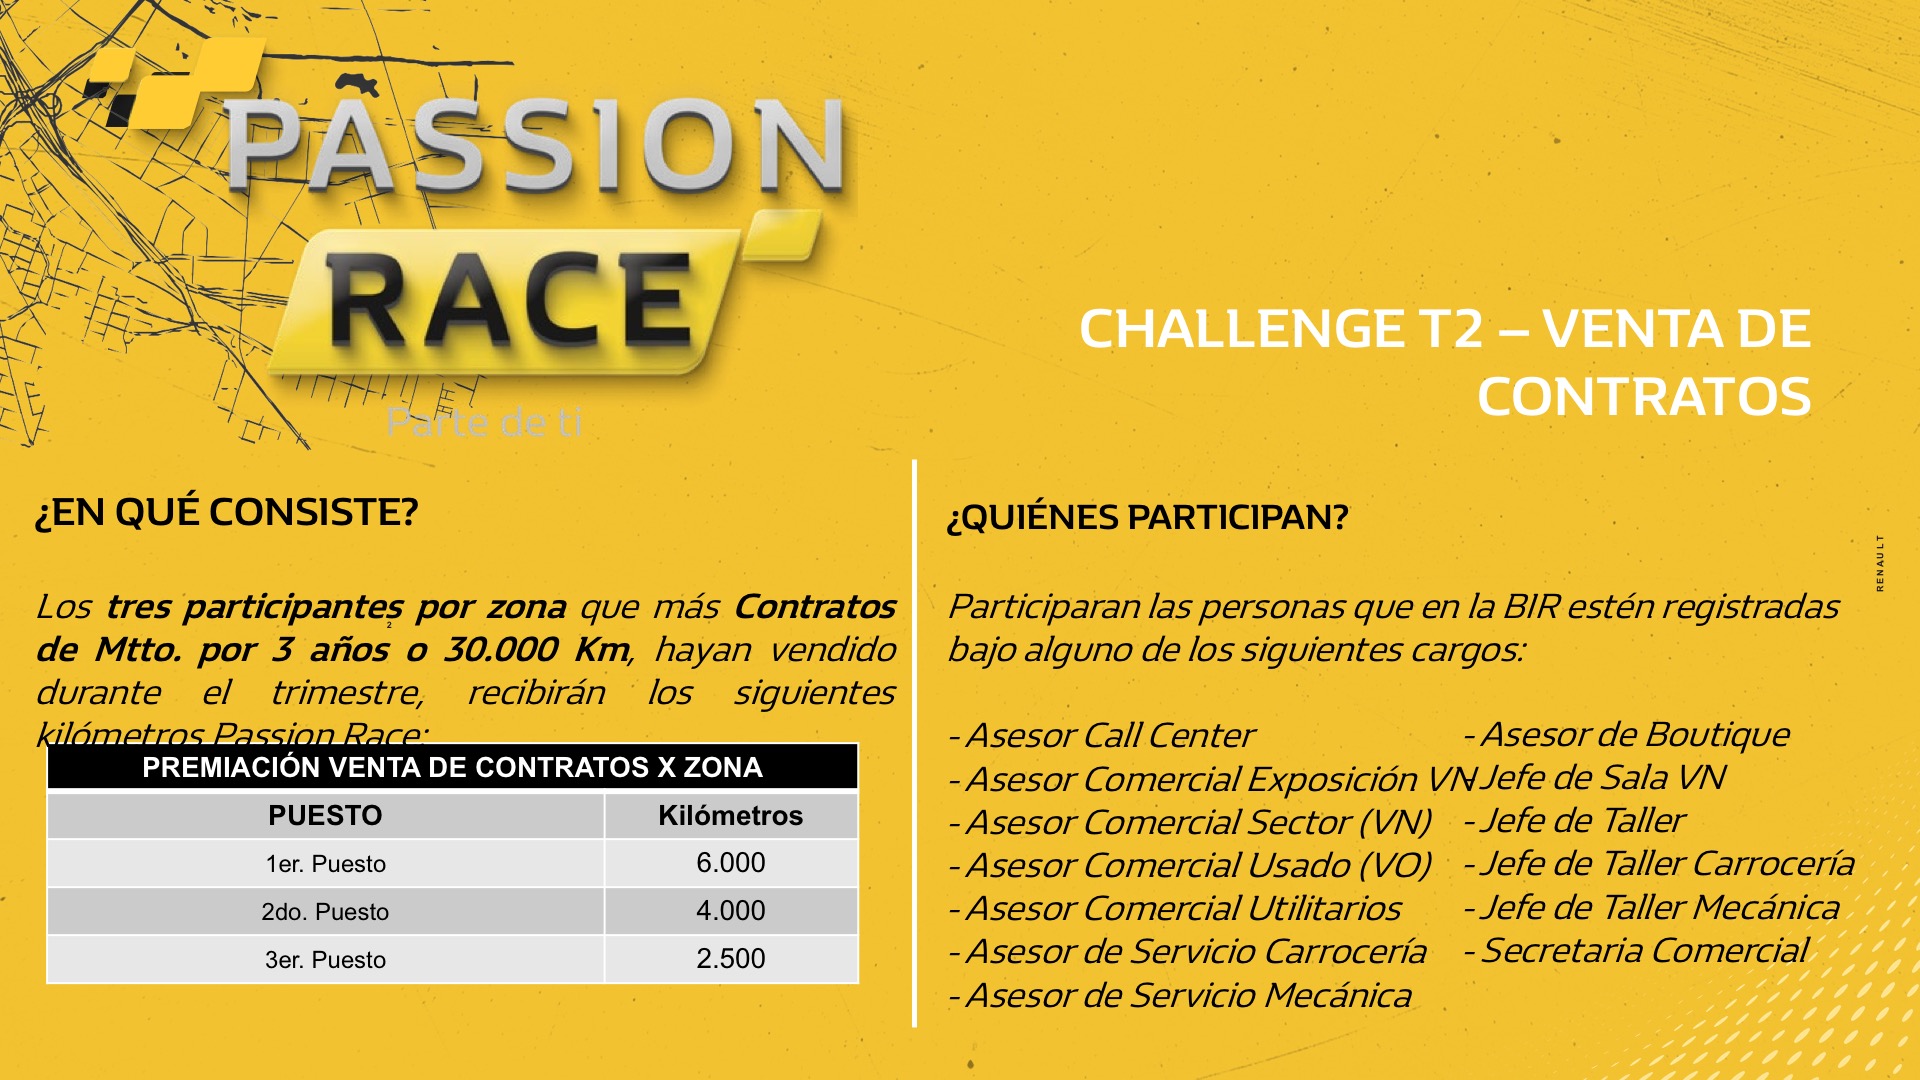 PASSION
RACE
Parte de ti
CHALLENGE T2 – VENTA DE
CONTRATOS
¿EN QUÉ CONSISTE?
Los tres participantes por zona que más Contratos
de Mtto. por 3 años o 30.000 Km, hayan vendido
durante el trimestre, recibirán los siguientes
kilómetros Passion Race:
2
PREMIACIÓN VENTA DE CONTRATOS X ZONA
PUESTO Kilómetros
1er. Puesto 6.000
2do. Puesto 4.000
3er. Puesto 2.500
¿QUIÉNES PARTICIPAN?
Participaran las personas que en la BIR estén registradas
bajo alguno de los siguientes cargos:
- Asesor Call Center
- Asesor Comercial Exposición VN
- Asesor Comercial Sector (VN)
- Asesor Comercial Usado (VO)
- Asesor Comercial Utilitarios
- Asesor de Servicio Carrocería
- Asesor de Servicio Mecánica
- Asesor de Boutique
- Jefe de Sala VN
- Jefe de Taller
- Jefe de Taller Carrocería
- Jefe de Taller Mecánica
- Secretaria Comercial
RENAULT